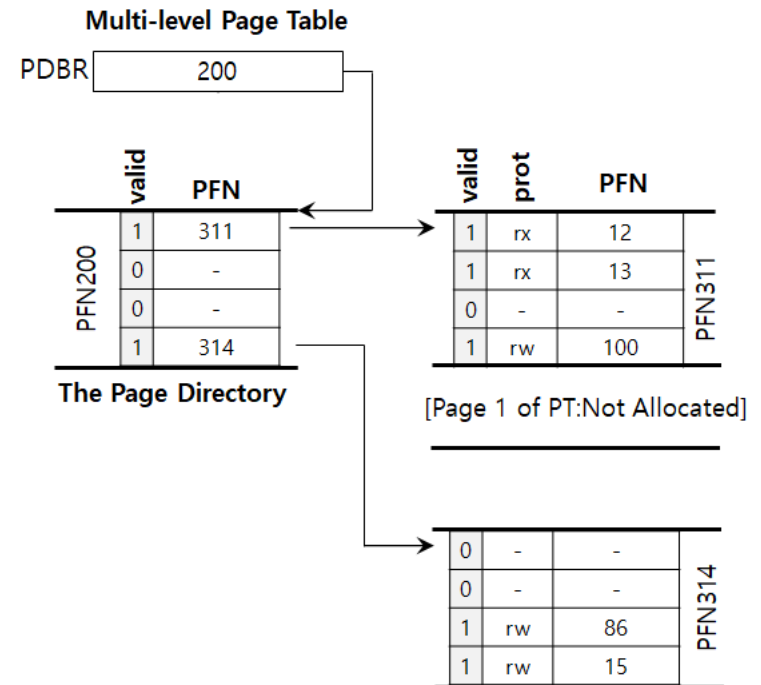 Multi-level Page Table
PDBR 200
valid PFN
PFN200
1 311
0 -
0 -
1 314
The Page Directory
valid prot PFN
1 rx 12
1 rx 13
0 - -
1 rw 100
PFN311
[Page 1 of PT:Not Allocated]
0 - -
0 - -
1 rw 86
1 rw 15
PFN314